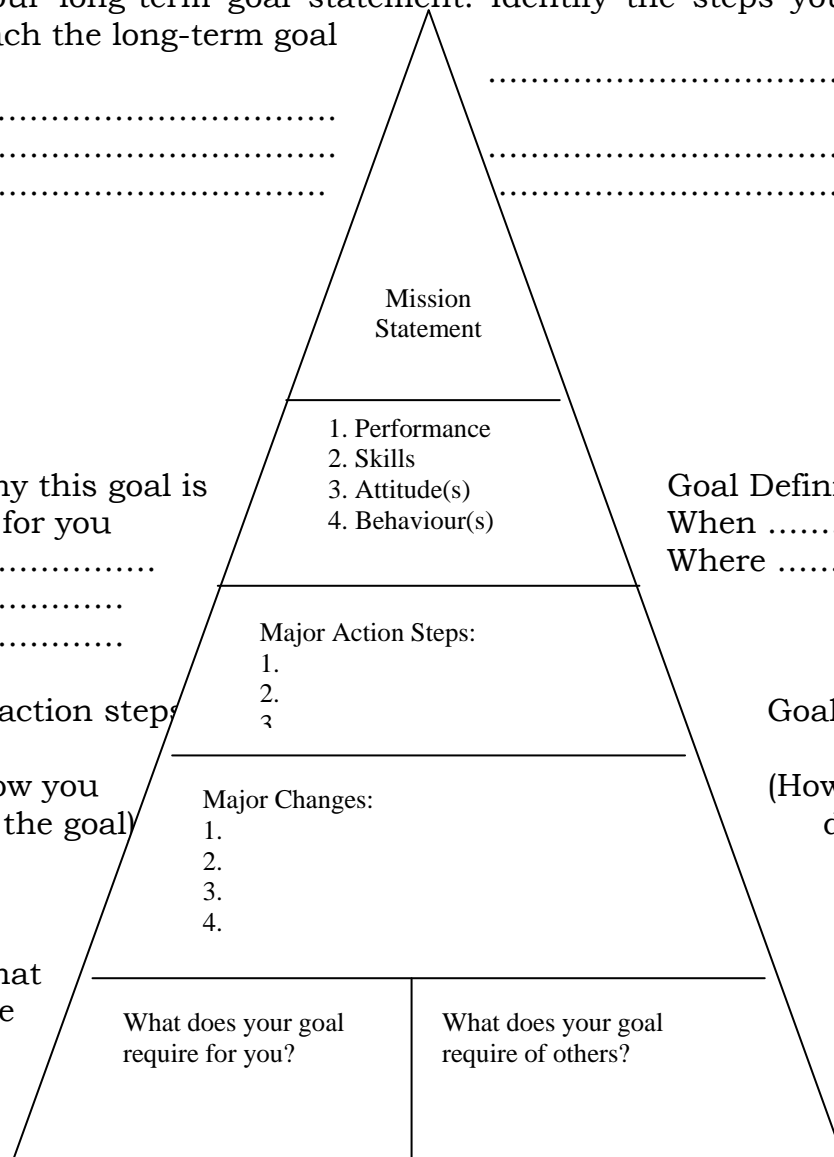 our long-term goal statement. Identify the steps you
ach the long-term goal
……………………………
……………………………
……………………………
……………………………
……………………………
……………………………
Mission
Statement
1. Performance
2. Skills
3. Attitude(s)
4. Behaviour(s)
hy this goal is
for you
……………
…………
…………
Goal Defin
When ……
Where ……
Major Action Steps:
1.
2.
3
action steps
Goal
ow you
the goal)
(How
d
Major Changes:
1.
2.
3.
4.
hat
e
What does your goal
require for you?
What does your goal
require of others?